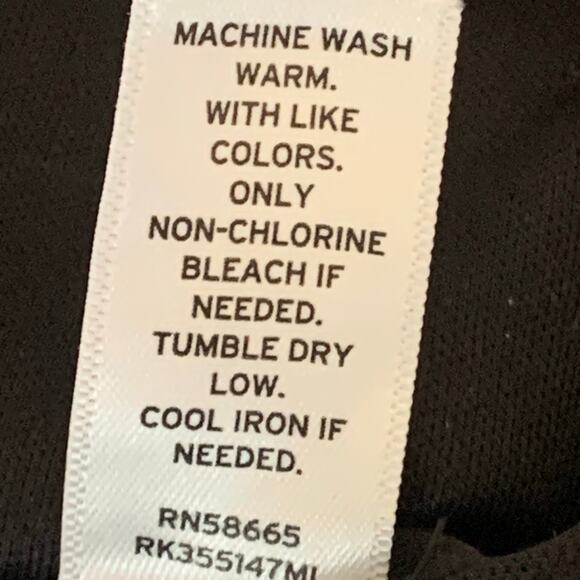 MACHINE WASH
WARM.
WITH LIKE
COLORS.
ONLY
NON-CHLORINE
BLEACH IF
NEEDED.
TUMBLE DRY
LOW.
COOL IRON IF
NEEDED.
RN58665
RK355147ML